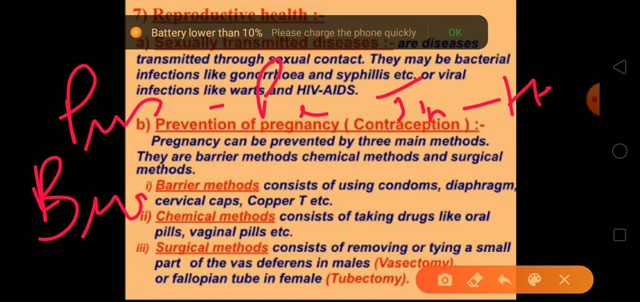 7) Reproductive health :-
Battery lower than 10% Please charge the phone quickly OK
a) Sexually transmitted diseases :- are diseases
transmitted through sexual contact. They may be bacterial
infections like gonorrhoea and syphillis etc. or viral
infections like warts and HIV-AIDS.
b) Prevention of pregnancy ( Contraception ) :-
Pregnancy can be prevented by three main methods.
They are barrier methods chemical methods and surgical
methods.
i) Barrier methods consists of using condoms, diaphragm,
cervical caps, Copper T etc.
ii) Chemical methods consists of taking drugs like oral
pills, vaginal pills etc.
iii) Surgical methods consists of removing or tying a small
part of the vas deferens in males (Vasectomy)
or fallopian tube in female (Tubectomy).